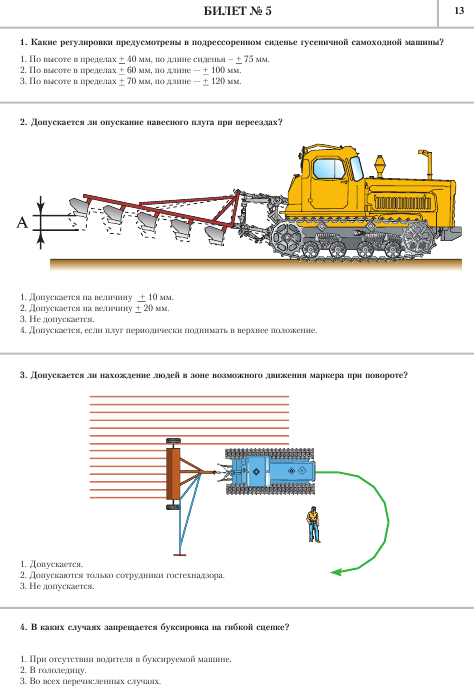 БИЛЕТ № 5
13
1. Какие регулировки предусмотрены в подрессоренном сиденье гусеничной самоходной машины?
1. По высоте в пределах ± 40 мм, по длине сиденья – ± 75 мм.
2. По высоте в пределах ± 60 мм, по длине — ± 100 мм.
3. По высоте в пределах ± 70 мм, по длине — ± 120 мм.
2. Допускается ли опускание навесного плуга при переездах?
А
1. Допускается на величину ± 10 мм.
2. Допускается на величину ± 20 мм.
3. Не допускается.
4. Допускается, если плуг периодически поднимать в верхнее положение.
3. Допускается ли нахождение людей в зоне возможного движения маркера при повороте?
1. Допускается.
2. Допускаются только сотрудники гостехнадзора.
3. Не допускается.
4. В каких случаях запрещается буксировка на гибкой сцепке?
1. При отсутствии водителя в буксируемой машине.
2. В гололедицу.
3. Во всех перечисленных случаях.